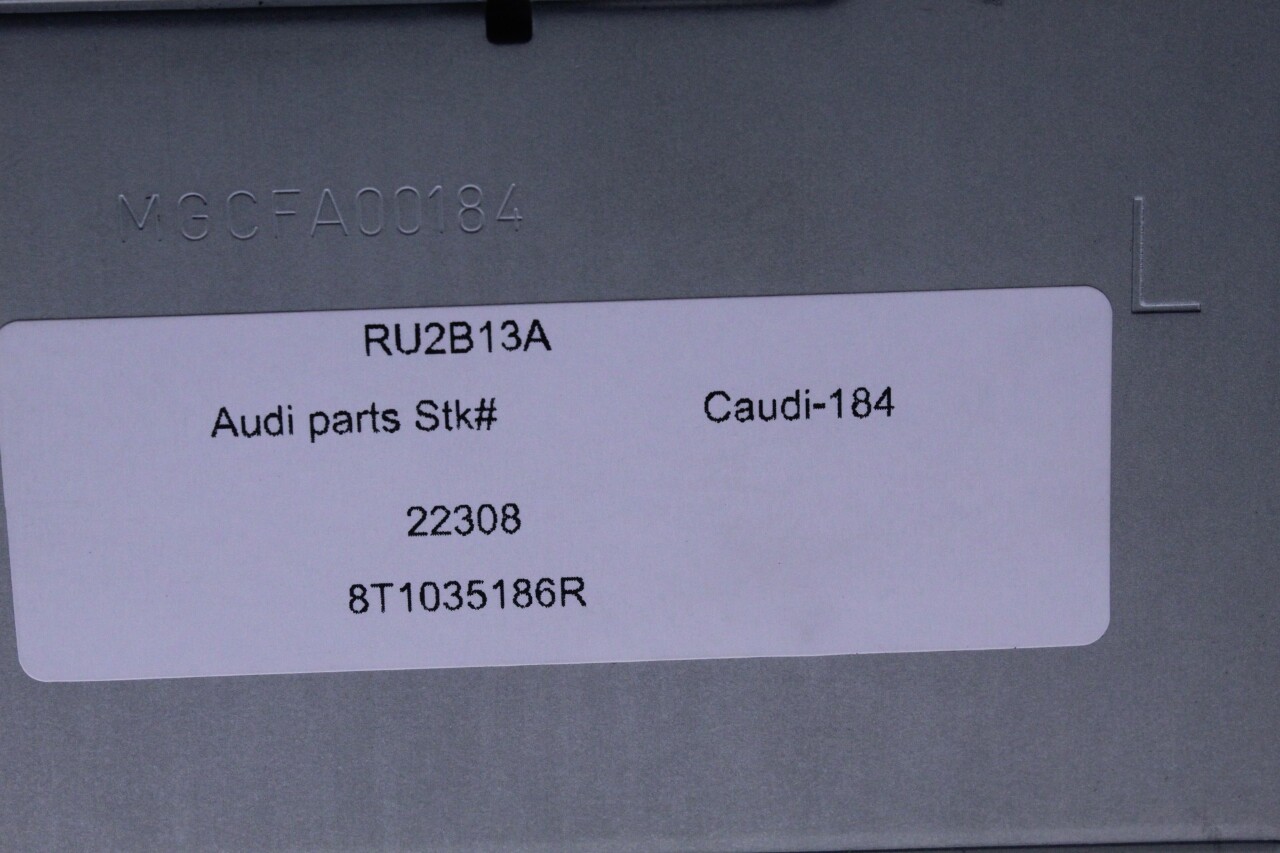 MGCFA00184
L
RU2B13A
Audi parts Stk# Caudi-184
22308
8T1035186R